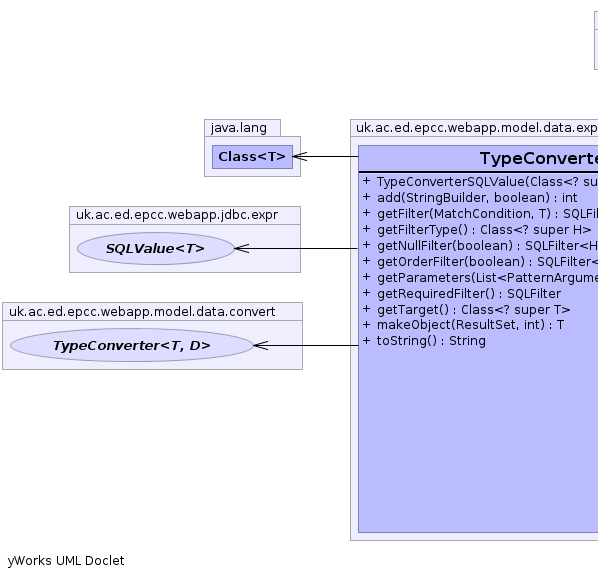 java.lang
Class<T>
uk.ac.ed.epcc.webapp.jdbc.expr
SQLValue<T>
uk.ac.ed.epcc.webapp.model.data.convert
TypeConverter<T, D>
uk.ac.ed.epcc.webapp.model.data.exp
TypeConverte
+ TypeConverterSQLValue(Class<? su
+ add(StringBuilder, boolean) : int
+ getFilter(MatchCondition, T) : SQLFil
+ getFilterType() : Class<? super H>
+ getNullFilter(boolean) : SQLFilter<H
+ getOrderFilter(boolean) : SQLFilter<
+ getParameters(List<PatternArgume
+ getRequiredFilter() : SQLFilter
+ getTarget() : Class<? super T>
+ makeObject(ResultSet, int) : T
+ toString() : String
yWorks UML Doclet